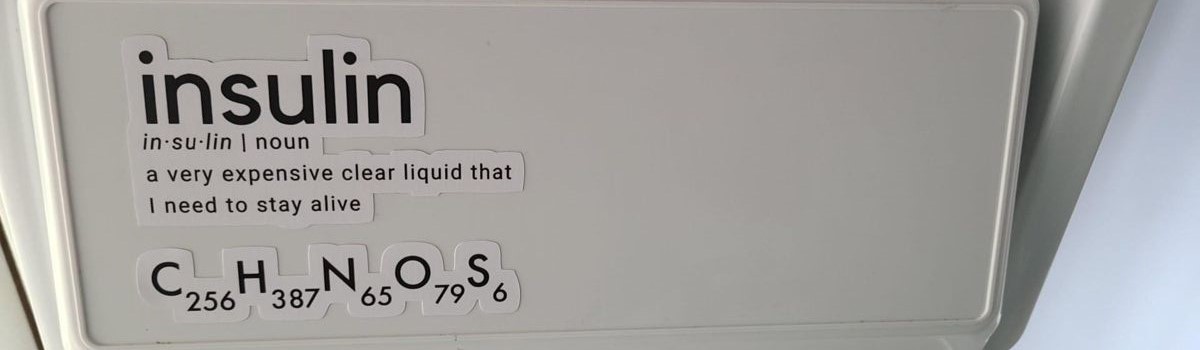 insulin
in·su·lin | noun
a very expensive clear liquid that
I need to stay alive
C256H387N65O79S6